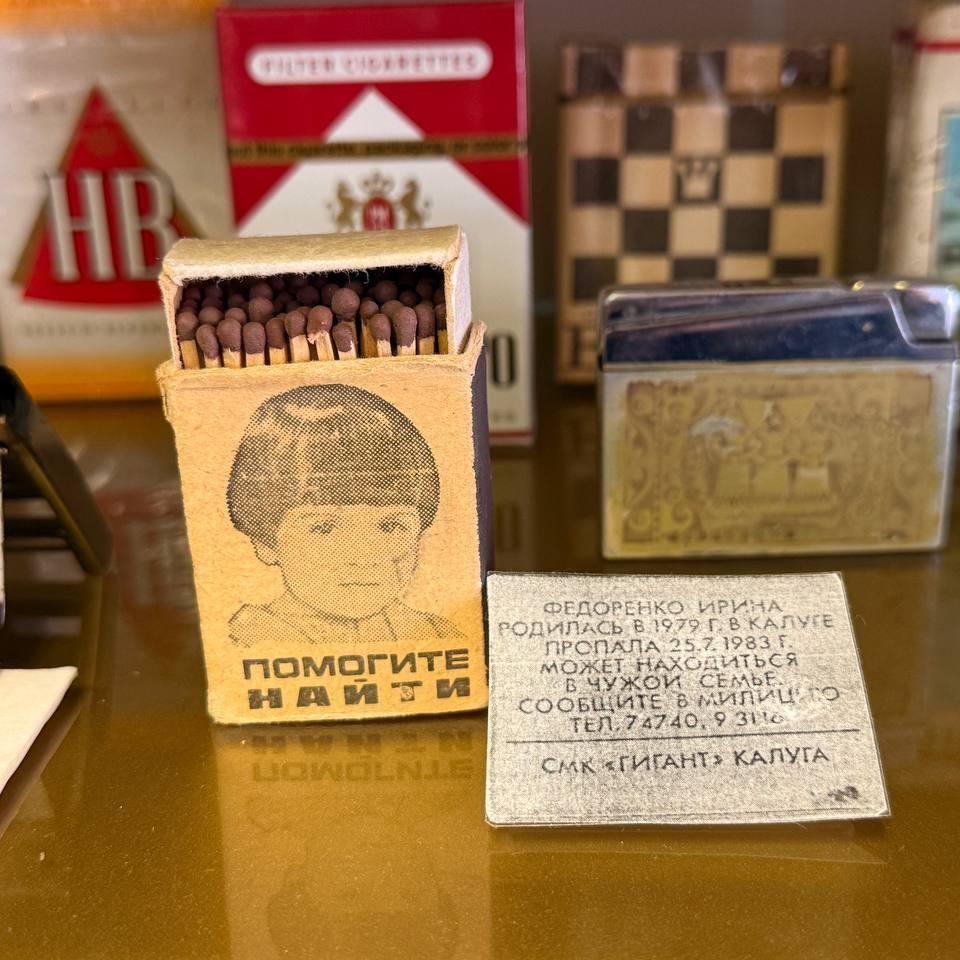 HB
FILTER CIGARETTES
ПОМОГИТЕ
НАЙТИ
ФЕДОРЕНКО ИРИНА
РОДИЛАСЬ В 1979 Г. В КАЛУГЕ
ПРОПАЛА 25.7. 1983 Г.
МОЖЕТ НАХОДИТЬСЯ
В ЧУЖОЙ СЕМЬЕ.
СООБЩИТЕ В
ТЕЛ. 74740,
СМК «ГИГАНТ» КАЛУГА